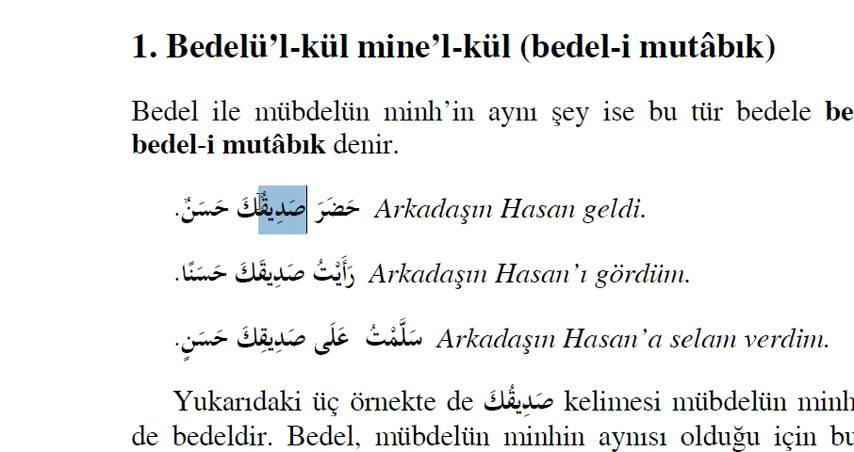 1. Bedelü’l-kül mine’l-kül (bedel-i mutâbık)
Bedel ile mübdelün minh’in aynı şey ise bu tür bedele be
bedel-i mutâbık denir.
حَضَرَ صَدِيقُكَ حَسَنٌ. Arkadaşın Hasan geldi.
رَأَيْتُ صَدِيقَكَ حَسَنًا. Arkadaşın Hasan’ı gördüm.
سَلَّمْتُ عَلَى صَدِيقِكَ حَسَنٍ. Arkadaşın Hasan’a selam verdim.
Yukarıdaki üç örnekte de صَدِيقُكَ kelimesi mübdelün minh
de bedeldir. Bedel, mübdelün minhin aynısı olduğu için bu